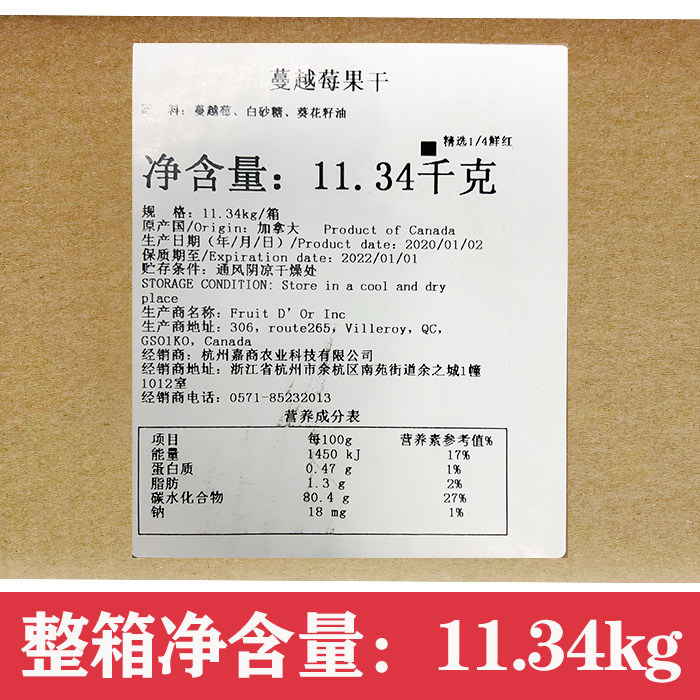 蔓越莓果干
料：蔓越莓、白砂糖、葵花籽油
精选1/4鲜红
净含量：11.34千克
规 格：11.34kg/箱
原产国/Origin：加拿大 Product of Canada
生产日期（年/月/日）/Product date：2020/01/02
保质期至/Expiration date：2022/01/01
贮存条件：通风阴凉干燥处
STORAGE CONDITION: Store in a cool and dry
place
生产商名称：Fruit D' Or Inc
生产商地址：306, route265, Villeroy, QC,
GSO1KO, Canada
经销商：杭州嘉商农业科技有限公司
经销商地址：浙江省杭州市余杭区南苑街道余之城1幢
1012室
经销商电话：0571-85232013
营养成分表
项目 每100g 营养素参考值%
能量 1450 kJ 17%
蛋白质 0.47 g 1%
脂肪 1.3 g 2%
碳水化合物 80.4 g 27%
钠 18 mg 1%
整箱净含量：11.34kg